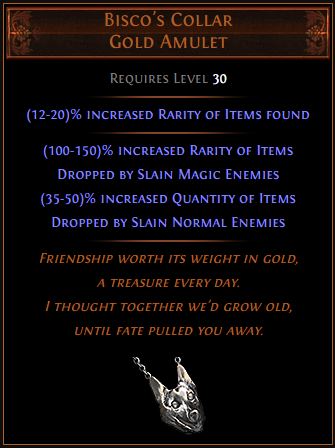 Bisco's Collar
Gold Amulet
Requires Level 30
(12-20)% increased Rarity of Items found
(100-150)% increased Rarity of Items
Dropped by Slain Magic Enemies
(35-50)% increased Quantity of Items
Dropped by Slain Normal Enemies
Friendship worth its weight in gold,
a treasure every day.
I thought together we'd grow old,
until fate pulled you away.